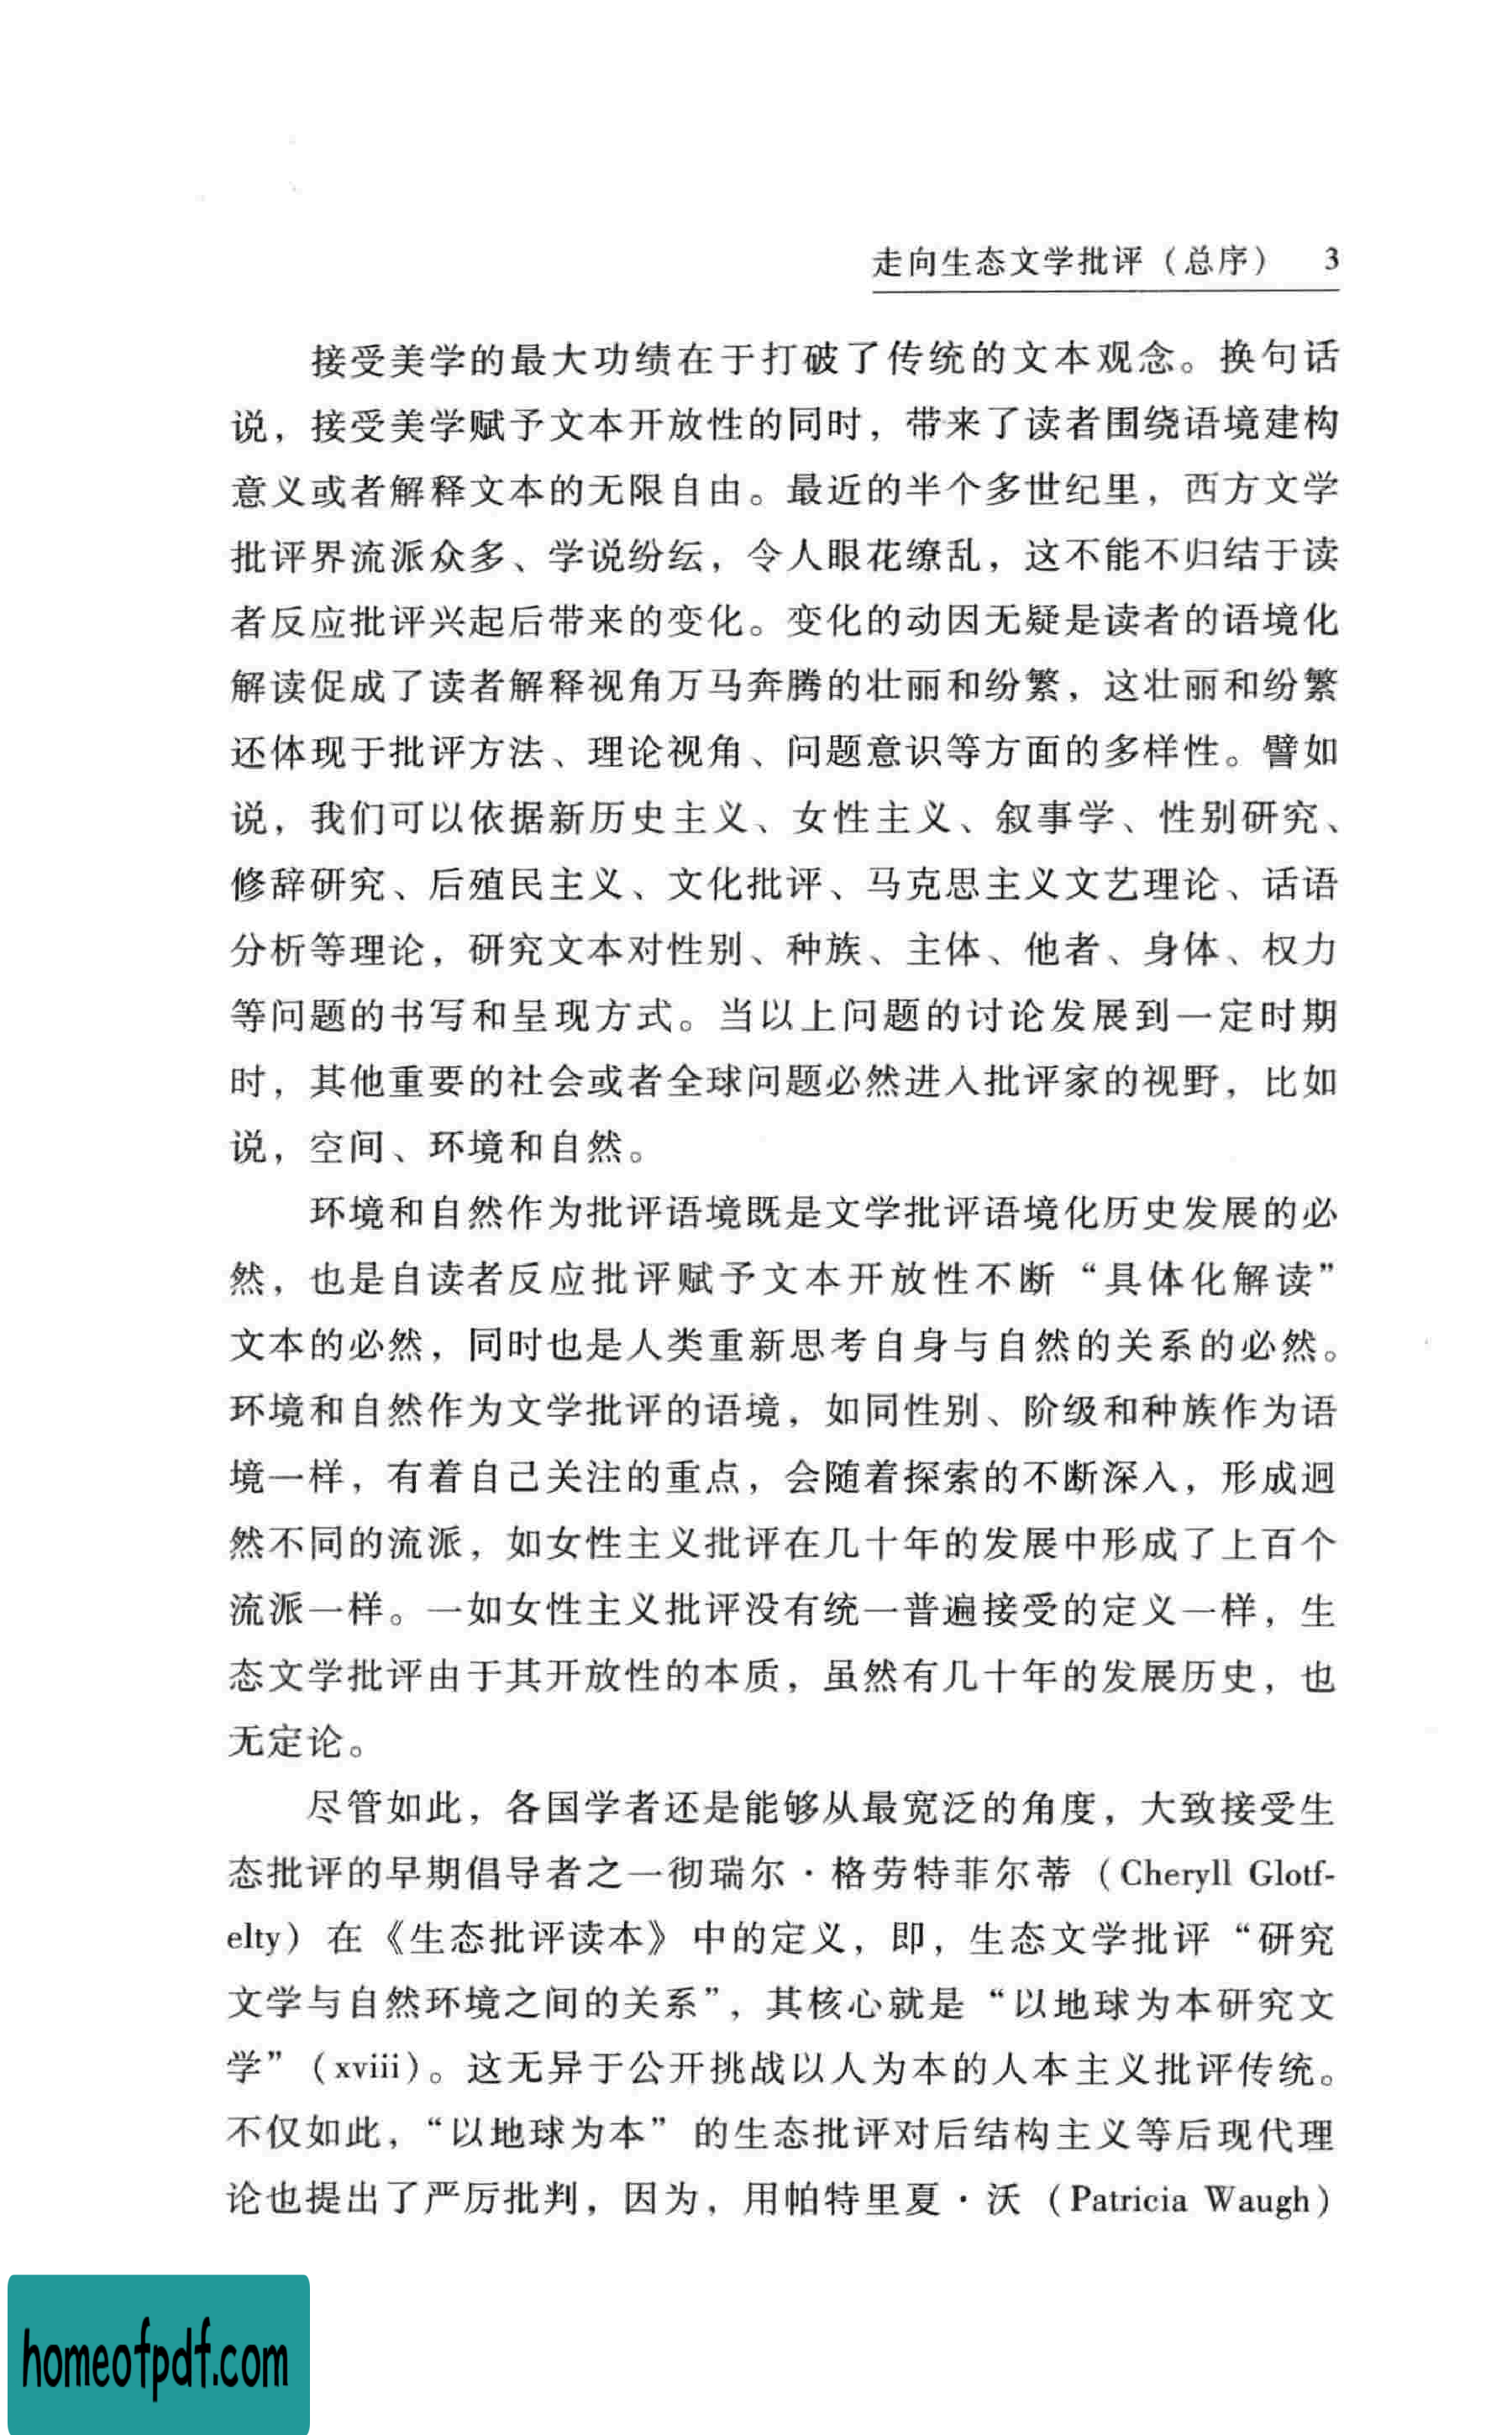 走向生态文学批评（总序） 3
接受美学的最大功绩在于打破了传统的文本观念。换句话
说，接受美学赋予文本开放性的同时，带来了读者围绕语境建构
意义或者解释文本的无限自由。最近的半个多世纪里，西方文学
批评界流派众多、学说纷纭，令人眼花缭乱，这不能不归结于读
者反应批评兴起后带来的变化。变化的动因无疑是读者的语境化
解读促成了读者解释视角万马奔腾的壮丽和纷繁，这壮丽和纷繁
还体现于批评方法、理论视角、问题意识等方面的多样性。譬如
说，我们可以依据新历史主义、女性主义、叙事学、性别研究、
修辞研究、后殖民主义、文化批评、马克思主义文艺理论、话语
分析等理论，研究文本对性别、种族、主体、他者、身体、权力
等问题的书写和呈现方式。当以上问题的讨论发展到一定时期
时，其他重要的社会或者全球问题必然进入批评家的视野，比如
说，空间、环境和自然。
环境和自然作为批评语境既是文学批评语境化历史发展的必
然，也是自读者反应批评赋予文本开放性不断“具体化解读”
文本的必然，同时也是人类重新思考自身与自然的关系的必然。
环境和自然作为文学批评的语境，如同性别、阶级和种族作为语
境一样，有着自己关注的重点，会随着探索的不断深入，形成迥
然不同的流派，如女性主义批评在几十年的发展中形成了上百个
流派一样。一如女性主义批评没有统一普遍接受的定义一样，生
态文学批评由于其开放性的本质，虽然有几十年的发展历史，也
无定论。
尽管如此，各国学者还是能够从最宽泛的角度，大致接受生
态批评的早期倡导者之一彻瑞尔·格劳特菲尔蒂（Cheryll Glotf-
elty）在《生态批评读本》中的定义，即，生态文学批评“研究
文学与自然环境之间的关系”，其核心就是“以地球为本研究文
学”（xviii）。这无异于公开挑战以人为本的人本主义批评传统。
不仅如此，“以地球为本”的生态批评对后结构主义等后现代理
论也提出了严厉批判，因为，用帕特里夏·沃（Patricia Waugh）
homeofpdf.com